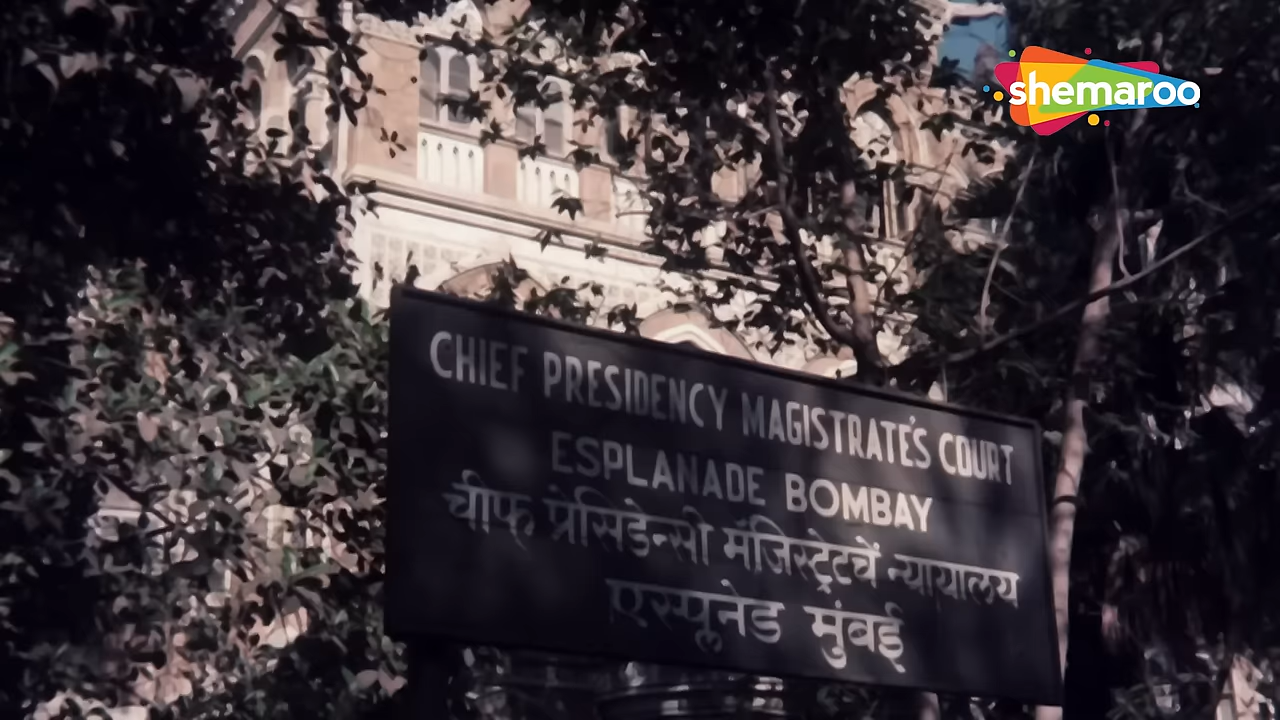 shemaroo
CHIEF PRESIDENCY MAGISTRATE'S COURT
ESPLANADE BOMBAY
चीफ प्रेसिडेन्सी मॅजिस्ट्रेटचें न्यायालय
एस्प्लनेड मुंबई